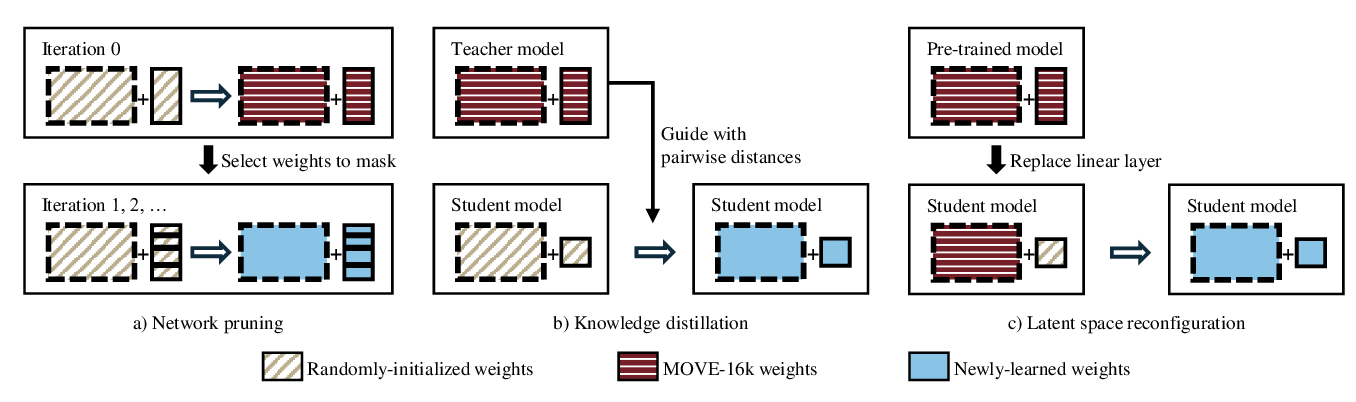 Iteration 0
+
+
Select weights to mask
Iteration 1, 2, …
+
+
a) Network pruning
Teacher model
+
Guide with
pairwise distances
Student model
+
Student model
+
b) Knowledge distillation
Pre-trained model
+
Replace linear layer
Student model
+
Student model
+
c) Latent space reconfiguration
Randomly-initialized weights
MOVE-16k weights
Newly-learned weights